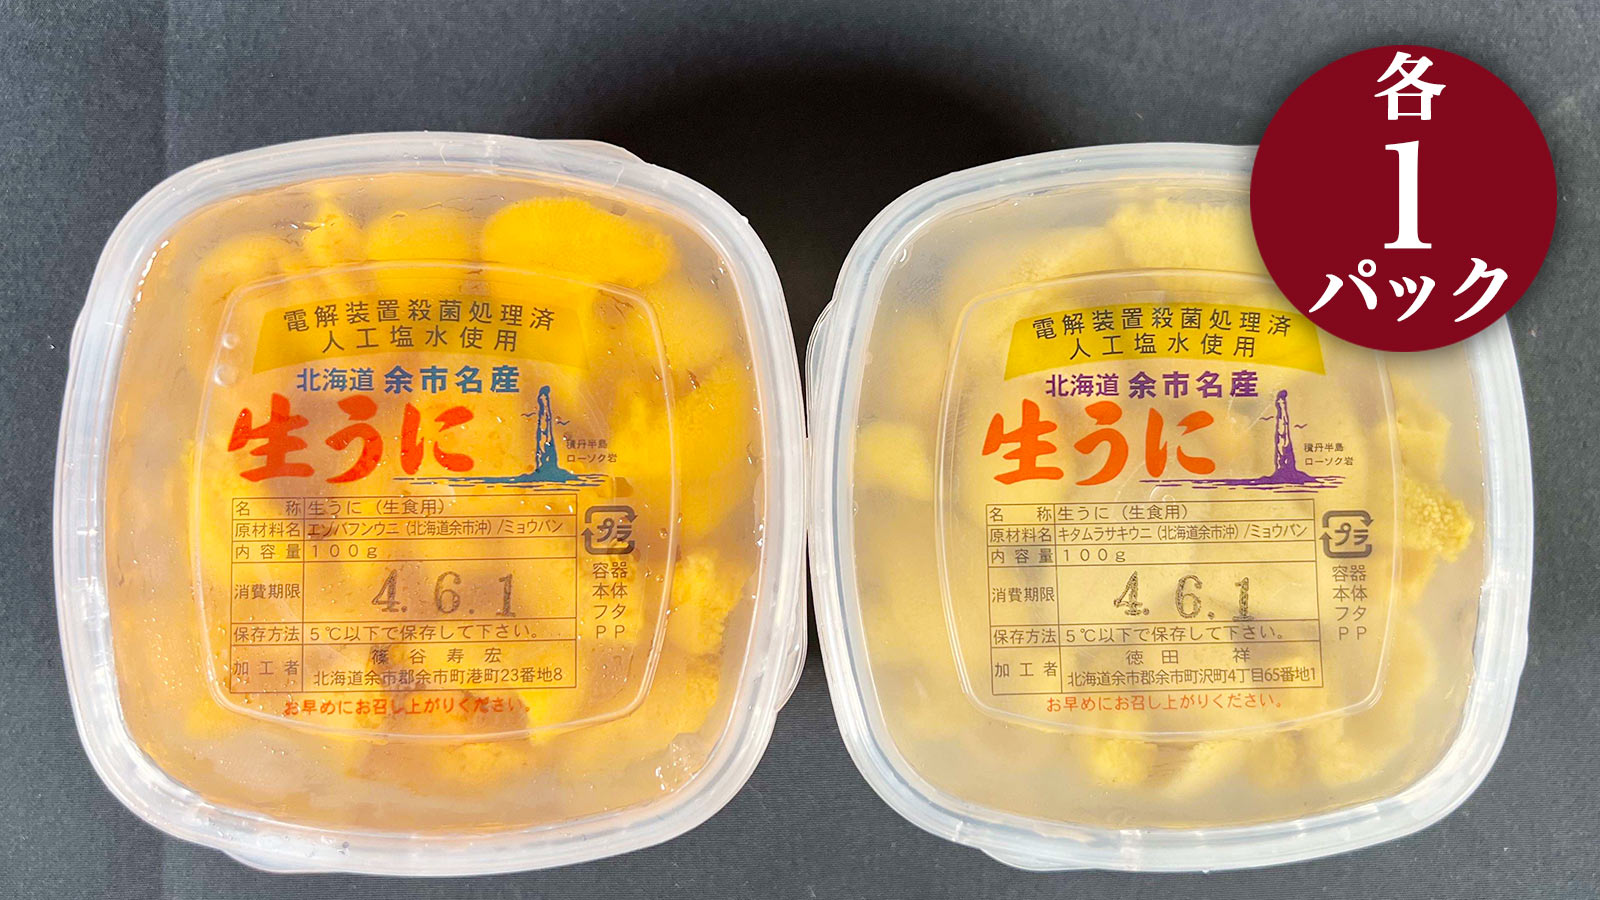 各
1
パック
電解装置殺菌処理済
人工塩水使用
北海道 余市名産
生うに
積丹半島
ローソク岩
名称 生うに（生食用）
原材料名 エゾバフンウニ（北海道余市沖）/ミョウバン
内容量 100g
消費期限 4.6.1
保存方法 5℃以下で保存して下さい。
加工者 篠谷寿宏
北海道余市郡余市町港町23番地8
お早めにお召し上がりください。
プラ
容器
本体
フタ
PP
電解装置殺菌処理済
人工塩水使用
北海道 余市名産
生うに
積丹半島
ローソク岩
名称 生うに（生食用）
原材料名 キタムラサキウニ（北海道余市沖）/ミョウバン
内容量 100g
消費期限 4.6.1
保存方法 5℃以下で保存して下さい。
加工者 徳田祥
北海道余市郡余市町沢町4丁目65番地1
お早めにお召し上がりください。
プラ
容器
本体
フタ
PP